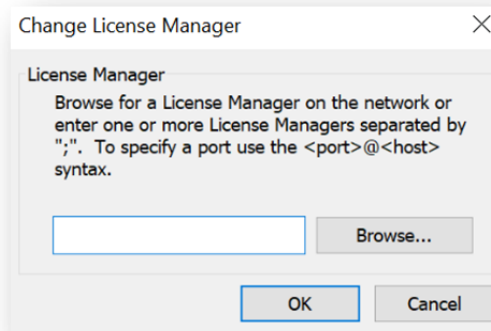 Change License Manager
License Manager
Browse for a License Manager on the network or
enter one or more License Managers separated by
";". To specify a port use the <port>@<host>
syntax.
Browse...
OK
Cancel